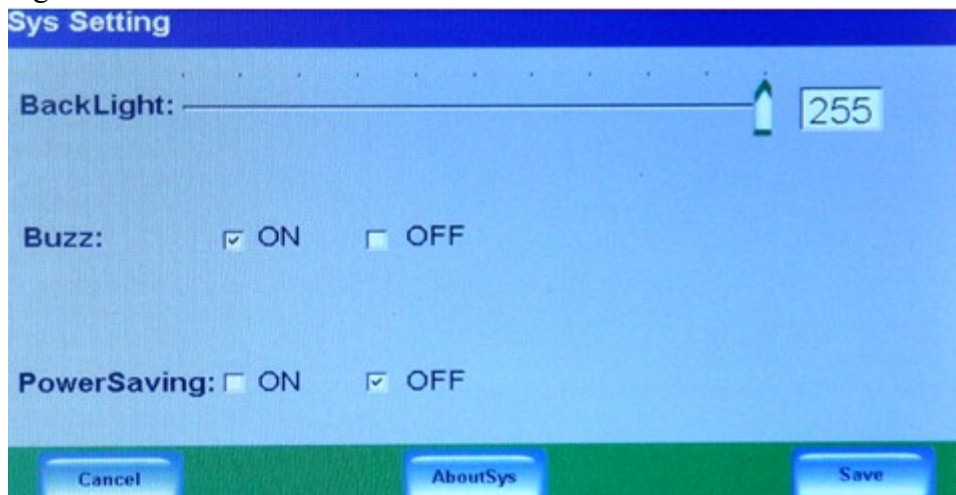 Sys Setting
BackLight: 255
Buzz: ON OFF
PowerSaving: ON OFF
Cancel AboutSys Save